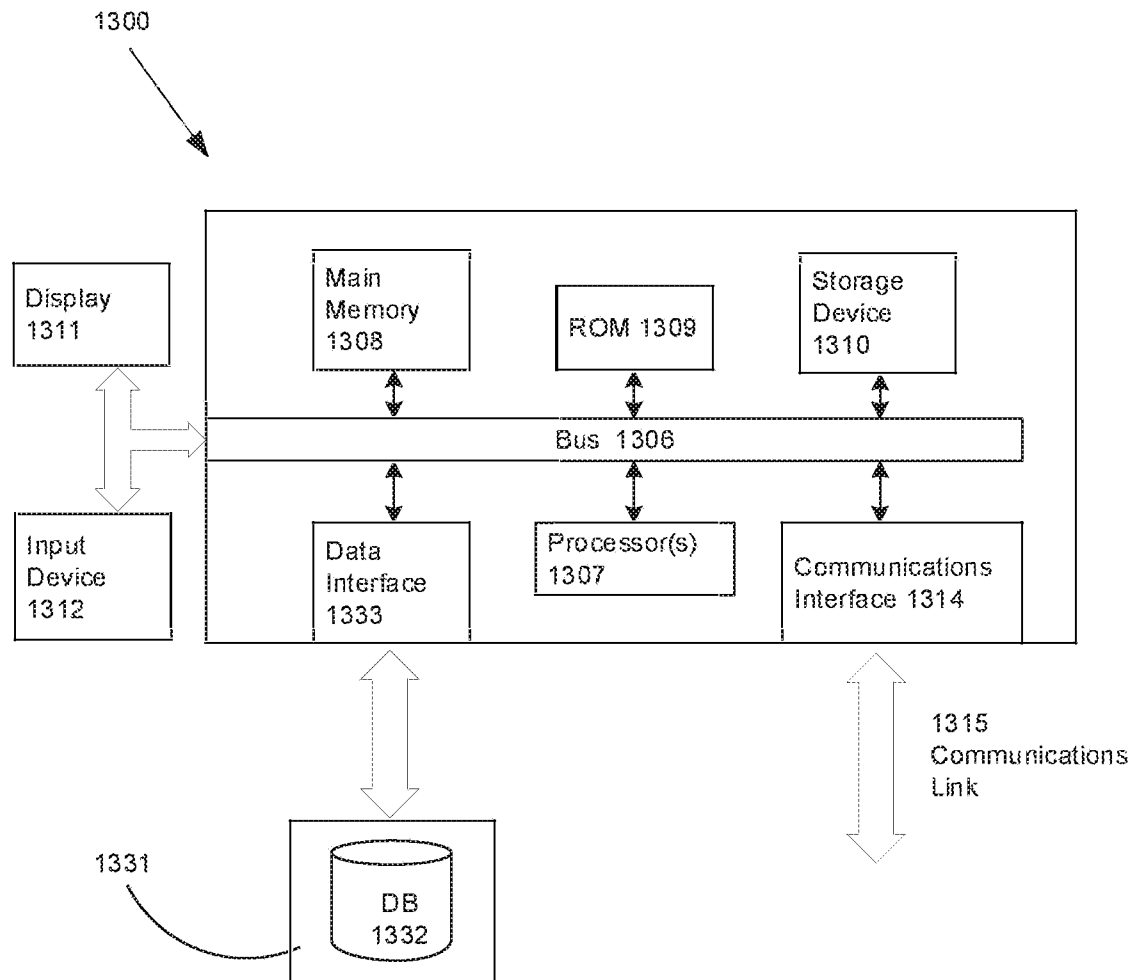 1300
Display
1311
Main
Memory
1308
ROM 1309
Storage
Device
1310
Bus 1306
Input
Device
1312
Data
Interface
1333
Processor(s)
1307
Communications
Interface 1314
1315
Communications
Link
1331
DB
1332